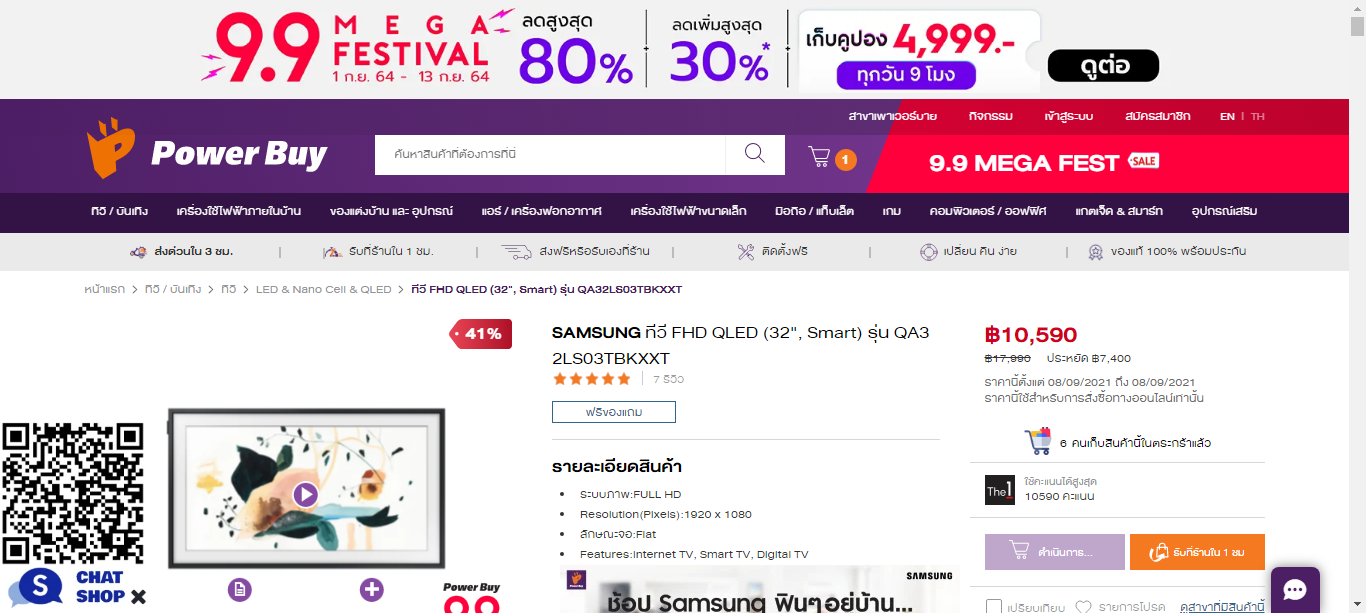 9.9 MEGA FESTIVAL
1 ก.ย. 64 - 13 ก.ย. 64
ลดสูงสุด 80%
ลดเพิ่มสูงสุด 30%*
เก็บคูปอง 4,999.-
ทุกวัน 9 โมง
ดูต่อ
สาขาเพาเวอร์บาย กิจกรรม เข้าสู่ระบบ สมัครสมาชิก EN | TH
Power Buy
ค้นหาสินค้าที่ต้องการที่นี่
1
9.9 MEGA FEST SALE
ทีวี / บันเทิง เครื่องใช้ไฟฟ้าภายในบ้าน ของแต่งบ้าน และ อุปกรณ์ แอร์ / เครื่องฟอกอากาศ เครื่องใช้ไฟฟ้าขนาดเล็ก มือถือ / แท็บเล็ต เกม คอมพิวเตอร์ / ออฟฟิศ แกดเจ็ต & สมาร์ท อุปกรณ์เสริม
ส่งด่วนใน 3 ชม. | รับที่ร้านใน 1 ชม. | ส่งฟรีหรือรับเองที่ร้าน | ติดตั้งฟรี | เปลี่ยน คืน ง่าย | ของแท้ 100% พร้อมประกัน
หน้าแรก > ทีวี / บันเทิง > ทีวี > LED & Nano Cell & QLED > ทีวี FHD QLED (32", Smart) รุ่น QA32LS03TBKXXT
41%
SAMSUNG ทีวี FHD QLED (32", Smart) รุ่น QA3
2LS03TBKXXT
7 รีวิว
ฟรีของแถม
รายละเอียดสินค้า
• ระบบภาพ:FULL HD
• Resolution(Pixels):1920 x 1080
• ลักษณะจอ:Flat
• Features:Internet TV, Smart TV, Digital TV
SAMSUNG
ช้อป Samsung ฟินๆอยู่บ้าน...
฿10,590
฿17,990 ประหยัด ฿7,400
ราคานี้ตั้งแต่ 08/09/2021 ถึง 08/09/2021
ราคานี้ใช้สำหรับการสั่งซื้อทางออนไลน์เท่านั้น
6 คนเก็บสินค้านี้ในตะกร้าแล้ว
The 1
ใช้คะแนนได้สูงสุด
10590 คะแนน
ดำเนินการ...
รับที่ร้านใน 1 ชม
เปรียบเทียบ รายการโปรด ดูสาขาที่มีสินค้านี้
S CHAT
SHOP
Power Buy
9.9